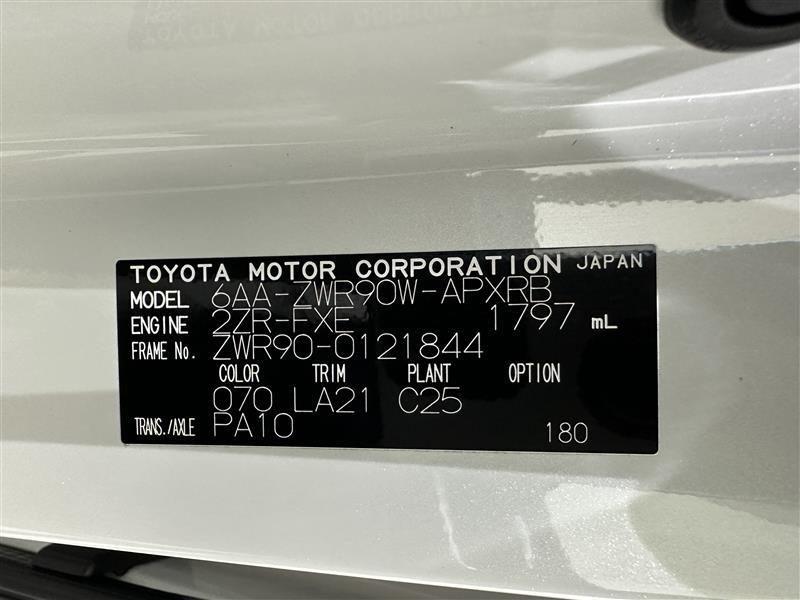 TOYOTA MOTOR CORPORATION JAPAN
MODEL 6AA-ZWR90W-APXRB
ENGINE 2ZR-FXE 1797 mL
FRAME No. ZWR90-0121844
COLOR TRIM PLANT OPTION
070 LA21 C25
TRANS./AXLE PA10 180